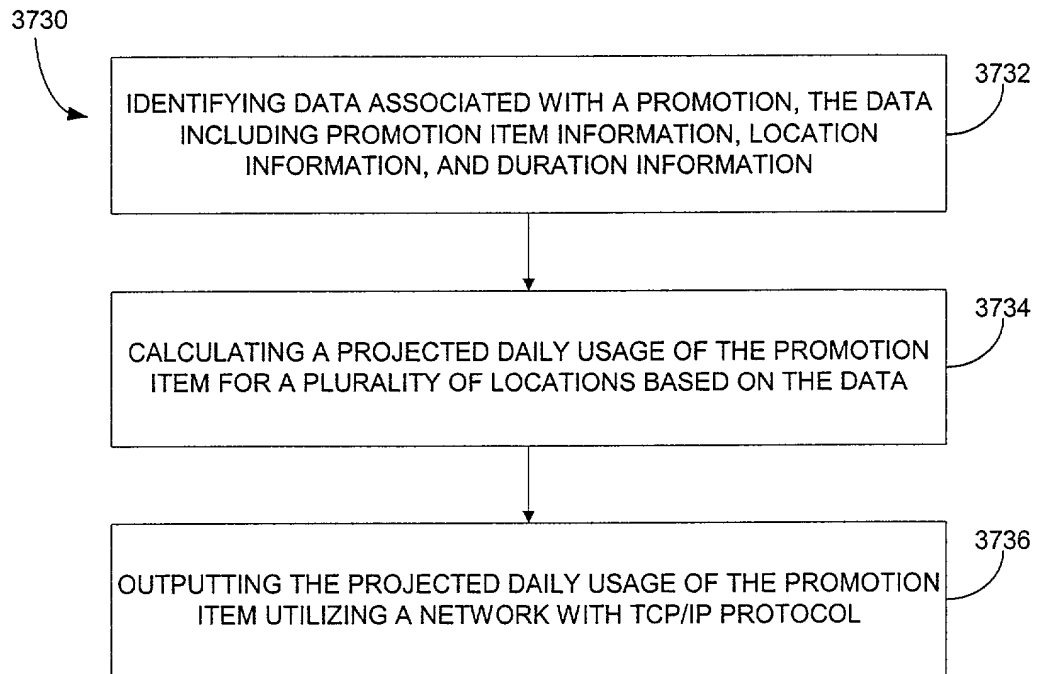 3730
3732
IDENTIFYING DATA ASSOCIATED WITH A PROMOTION, THE DATA
INCLUDING PROMOTION ITEM INFORMATION, LOCATION
INFORMATION, AND DURATION INFORMATION
3734
CALCULATING A PROJECTED DAILY USAGE OF THE PROMOTION
ITEM FOR A PLURALITY OF LOCATIONS BASED ON THE DATA
3736
OUTPUTTING THE PROJECTED DAILY USAGE OF THE PROMOTION
ITEM UTILIZING A NETWORK WITH TCP/IP PROTOCOL